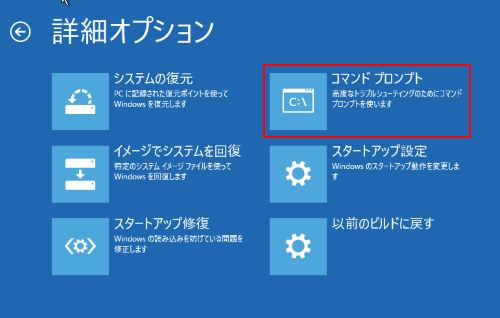 詳細オプション
システムの復元
PC に記録された復元ポイントを使って
Windows を復元します
コマンド プロンプト
高度なトラブルシューティングのためにコマンド
プロンプトを使います
C:\
イメージでシステムを回復
特定のシステム イメージ ファイルを使って
Windows を回復します
スタートアップ設定
Windows のスタートアップ動作を変更しま
す
スタートアップ修復
Windows の読み込みを妨げている問題を
修正します
以前のビルドに戻す